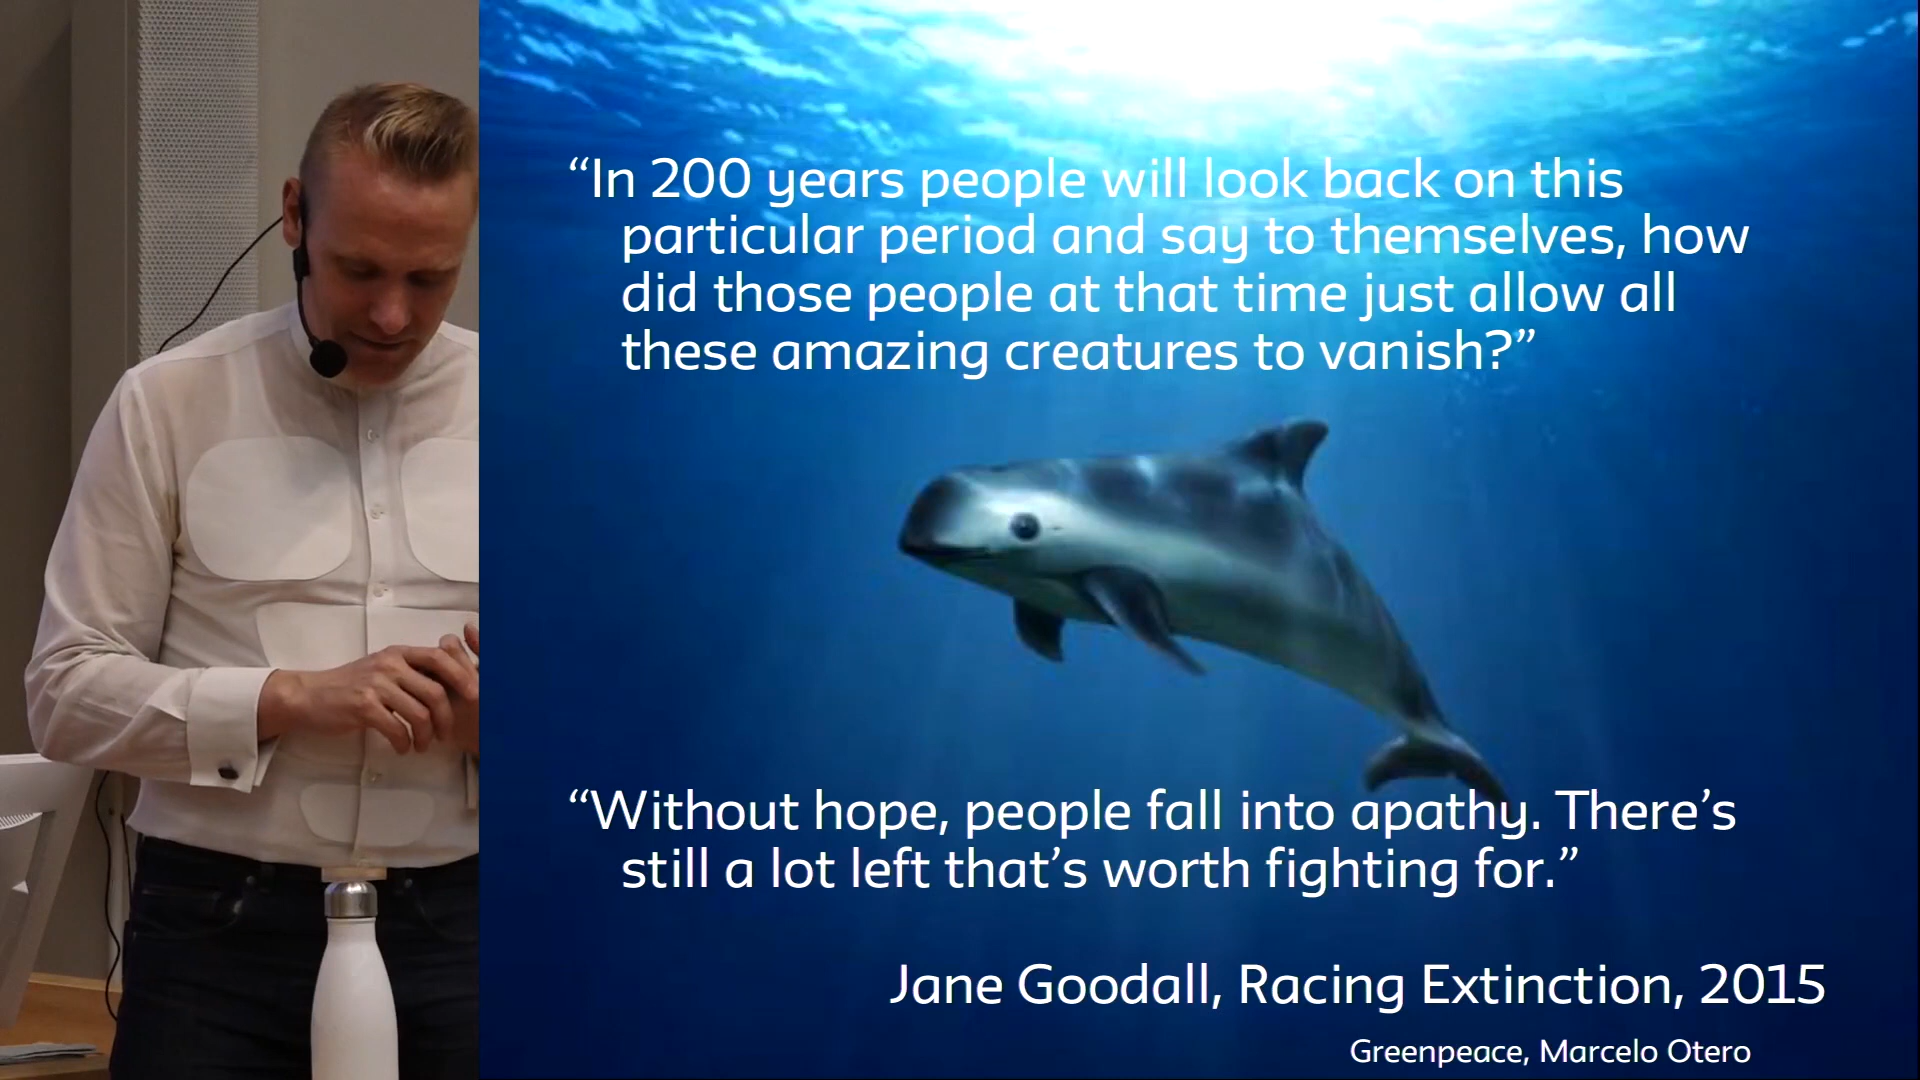 “In 200 years people will look back on this
particular period and say to themselves, how
did those people at that time just allow all
these amazing creatures to vanish?”
“Without hope, people fall into apathy. There’s
still a lot left that’s worth fighting for.”
Jane Goodall, Racing Extinction, 2015
Greenpeace, Marcelo Otero